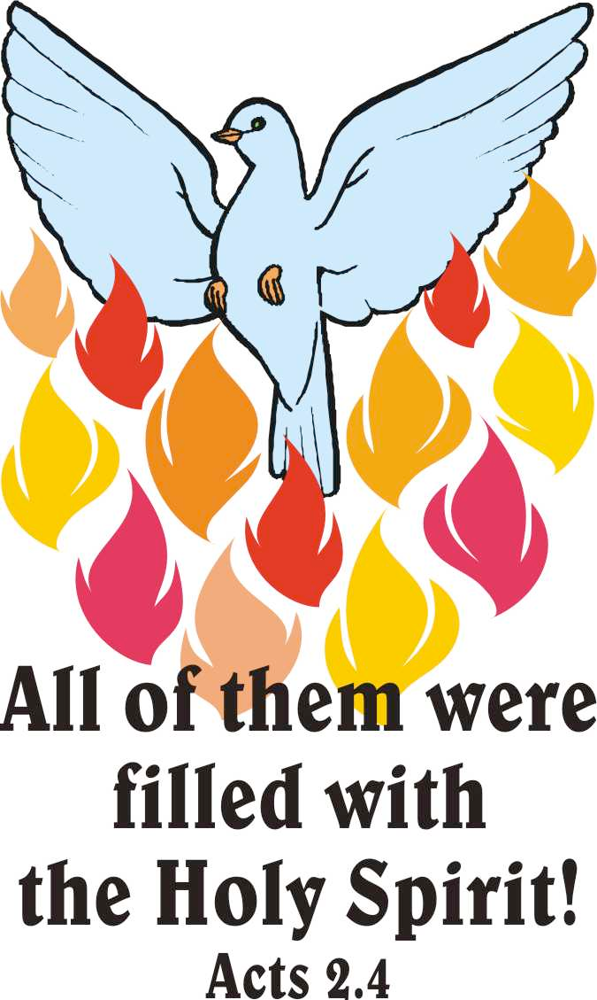 All of them were
filled with
the Holy Spirit!
Acts 2.4